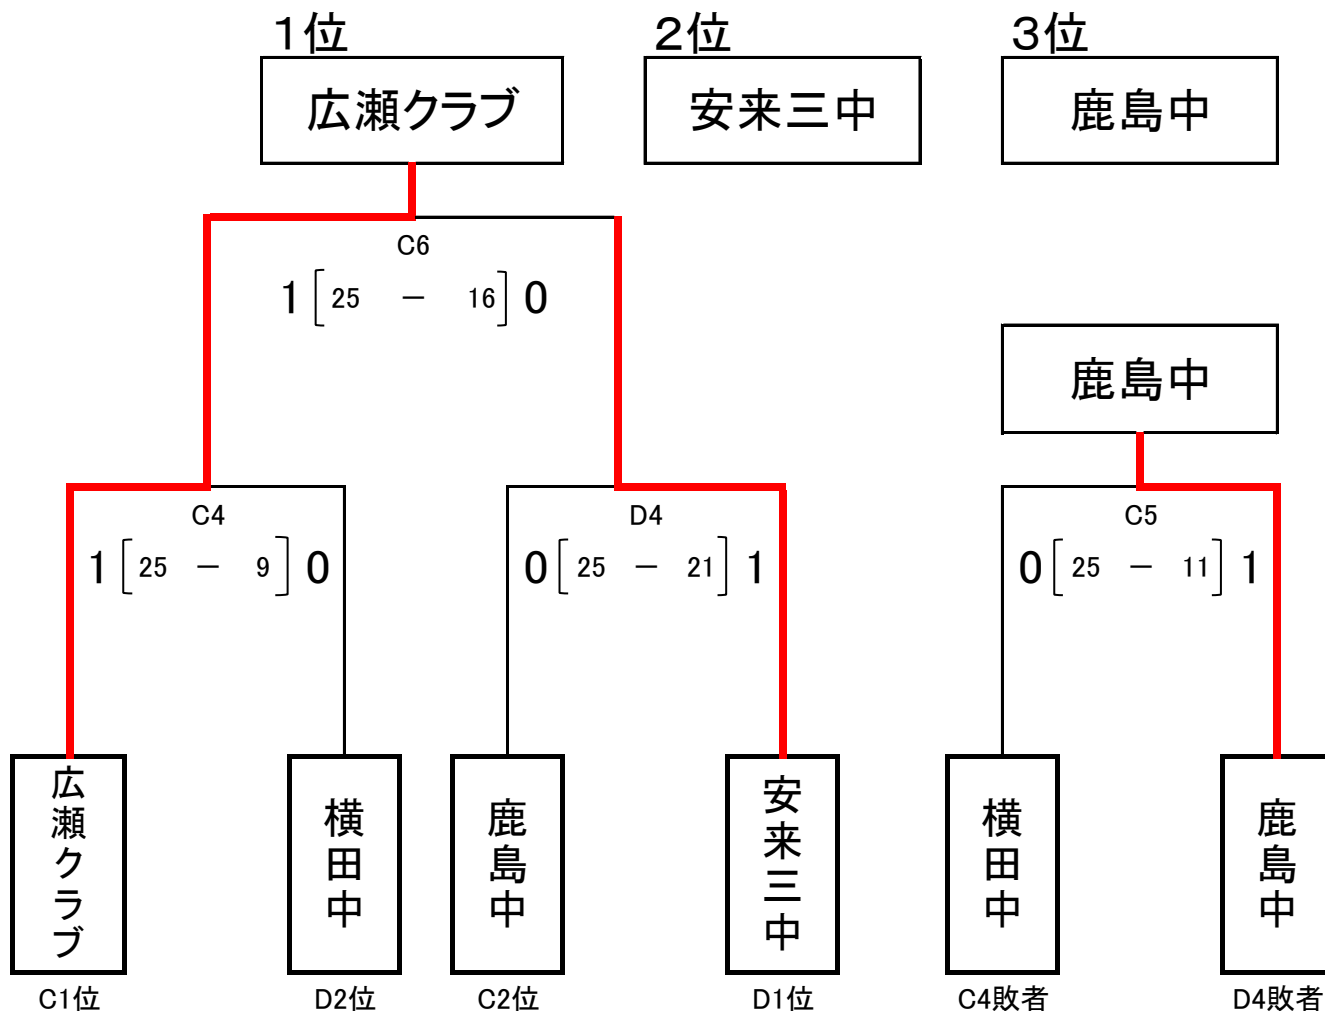 1位 2位 3位
広瀬クラブ 安来三中 鹿島中
C6
1 [ 25 － 16 ] 0
鹿島中
C4 D4 C5
1 [ 25 － 9 ] 0 0 [ 25 － 21 ] 1 0 [ 25 － 11 ] 1
広瀬クラブ 横田中 鹿島中 安来三中 横田中 鹿島中
C1位 D2位 C2位 D1位 C4敗者 D4敗者